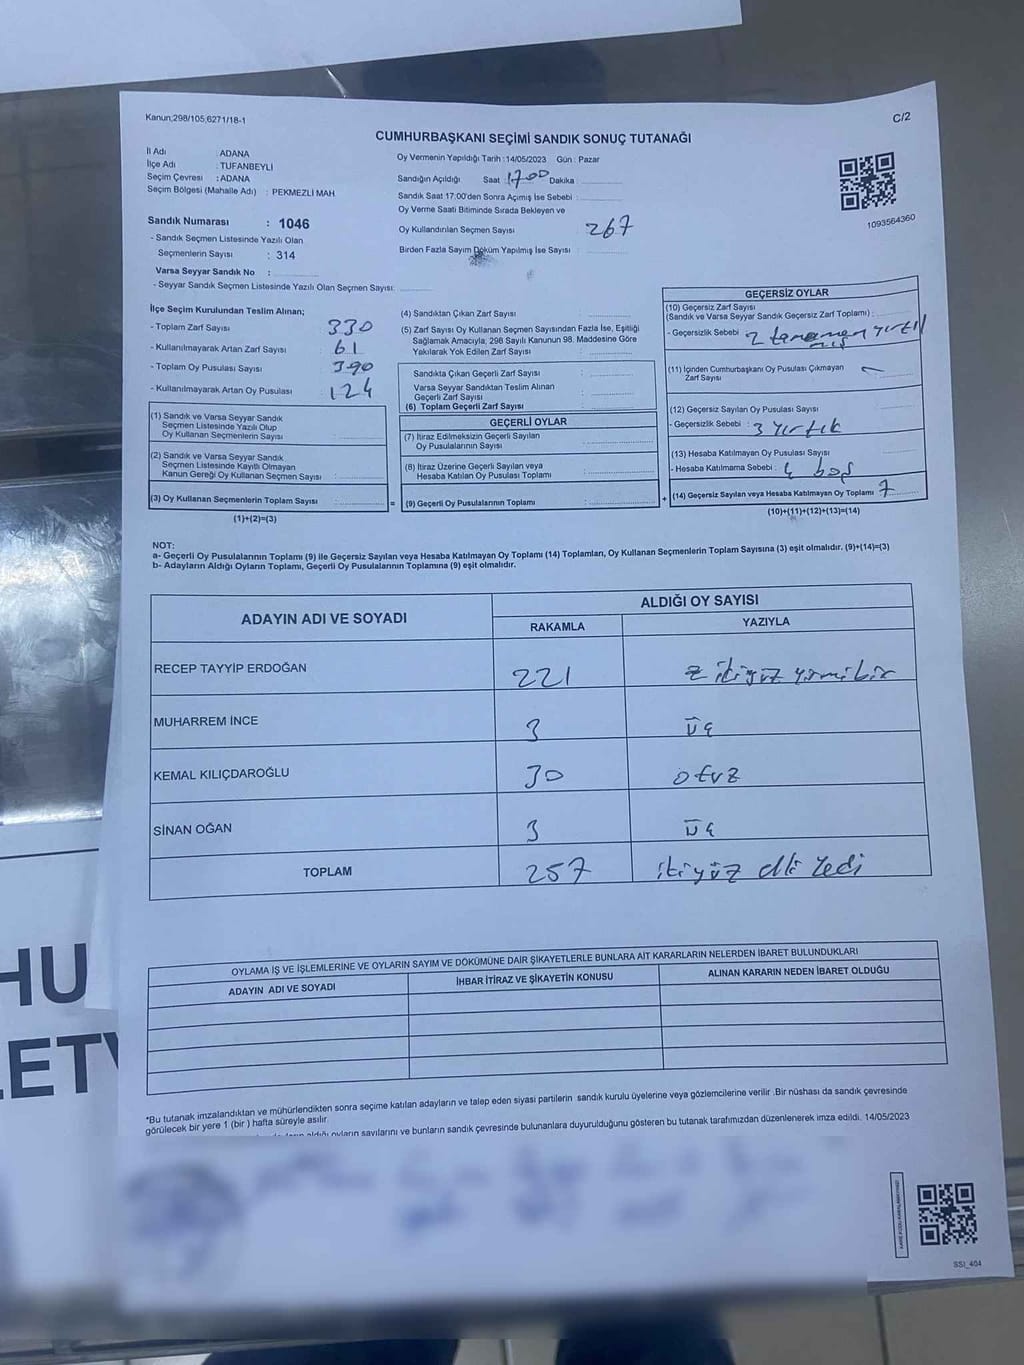 Kanun,298/105,6271/18-1
C/2
CUMHURBAŞKANI SEÇİMİ SANDIK SONUÇ TUTANAĞI
İl Adı : ADANA
İlçe Adı : TUFANBEYLİ
Seçim Çevresi : ADANA
Seçim Bölgesi (Mahalle Adı) : PEKMEZLİ MAH.
Sandık Numarası : 1046
- Sandık Seçmen Listesinde Yazılı Olan
Seçmenlerin Sayısı : 314
Varsa Seyyar Sandık No :
- Seyyar Sandık Seçmen Listesinde Yazılı Olan Seçmen Sayısı:
Oy Vermenin Yapıldığı Tarih :14/05/2023 Gün : Pazar
Sandığın Açıldığı Saat 1700 Dakika
Sandık Saat 17:00'den Sonra Açımış İse Sebebi :
Oy Verme Saati Bitiminde Sırada Bekleyen ve
Oy Kullandırılan Seçmen Sayısı : 267
Birden Fazla Sayım Döküm Yapılmış İse Sayısı :
1093564360
İlçe Seçim Kurulundan Teslim Alınan;
- Toplam Zarf Sayısı : 330
- Kullanılmayarak Artan Zarf Sayısı : 61
- Toplam Oy Pusulası Sayısı : 390
- Kullanılmayarak Artan Oy Pusulası : 124
(1) Sandık ve Varsa Seyyar Sandık
Seçmen Listesinde Yazılı Olup
Oy Kullanan Seçmenlerin Sayısı :
(2) Sandık ve Varsa Seyyar Sandık
Seçmen Listesinde Kayıtlı Olmayan
Kanun Gereği Oy Kullanan Seçmen Sayısı :
(3) Oy Kullanan Seçmenlerin Toplam Sayısı :
(1)+(2)=(3)
=
(4) Sandıktan Çıkan Zarf Sayısı :
(5) Zarf Sayısı Oy Kullanan Seçmen Sayısından Fazla İse, Eşitliği
Sağlamak Amacıyla, 298 Sayılı Kanunun 98. Maddesine Göre
Yakılarak Yok Edilen Zarf Sayısı :
Sandıkta Çıkan Geçerli Zarf Sayısı :
Varsa Seyyar Sandıktan Teslim Alınan
Geçerli Zarf Sayısı :
(6) Toplam Geçerli Zarf Sayısı :
GEÇERLİ OYLAR
(7) İtiraz Edilmeksizin Geçerli Sayılan
Oy Pusulalarının Sayısı :
(8) İtiraz Üzerine Geçerli Sayılan veya
Hesaba Katılan Oy Pusulası Toplamı :
(9) Geçerli Oy Pusulalarının Toplamı :
+
GEÇERSİZ OYLAR
(10) Geçersiz Zarf Sayısı
(Sandık ve Varsa Seyyar Sandık Geçersiz Zarf Toplamı) :
- Geçersizlik Sebebi : 2 tamamen yırtıl
mış
(11) İçinden Cumhurbaşkanı Oy Pusulası Çıkmayan
Zarf Sayısı :
(12) Geçersiz Sayılan Oy Pusulası Sayısı :
- Geçersizlik Sebebi : 3 yırtık
(13) Hesaba Katılmayan Oy Pusulası Sayısı :
- Hesaba Katılmama Sebebi : 4 boş
(14) Geçersiz Sayılan veya Hesaba Katılmayan Oy Toplamı : 7
(10)+(11)+(12)+(13)=(14)
NOT:
a- Geçerli Oy Pusulalarının Toplamı (9) ile Geçersiz Sayılan veya Hesaba Katılmayan Oy Toplamı (14) Toplamları, Oy Kullanan Seçmenlerin Toplam Sayısına (3) eşit olmalıdır. (9)+(14)=(3)
b- Adayların Aldığı Oyların Toplamı, Geçerli Oy Pusulalarının Toplamına (9) eşit olmalıdır.
ADAYIN ADI VE SOYADI ALDIĞI OY SAYISI
RAKAMLA YAZIYLA
RECEP TAYYİP ERDOĞAN 221 ikiyüz yirmibir
MUHARREM İNCE 3 üç
KEMAL KILIÇDAROĞLU 30 otuz
SİNAN OĞAN 3 üç
TOPLAM 257 ikiyüz elli yedi
OYLAMA İŞ VE İŞLEMLERİNE VE OYLARIN SAYIM VE DÖKÜMÜNE DAİR ŞİKAYETLERLE BUNLARA AİT KARARLARIN NELERDEN İBARET BULUNDUKLARI
ADAYIN ADI VE SOYADI İHBAR İTİRAZ VE ŞİKAYETİN KONUSU ALINAN KARARIN NEDEN İBARET OLDUĞU
*Bu tutanak imzalandıktan ve mühürlendikten sonra seçime katılan adayların ve talep eden siyasi partilerin sandık kurulu üyelerine veya gözlemcilerine verilir .Bir nüshası da sandık çevresinde
görülecek bir yere 1 (bir ) hafta süreyle asılır.
aldığı oyların sayılarını ve bunların sandık çevresinde bulunanlara duyurulduğunu gösteren bu tutanak tarafımızdan düzenlenerek imza edildi. 14/05/2023
SSI_404
HU
ET